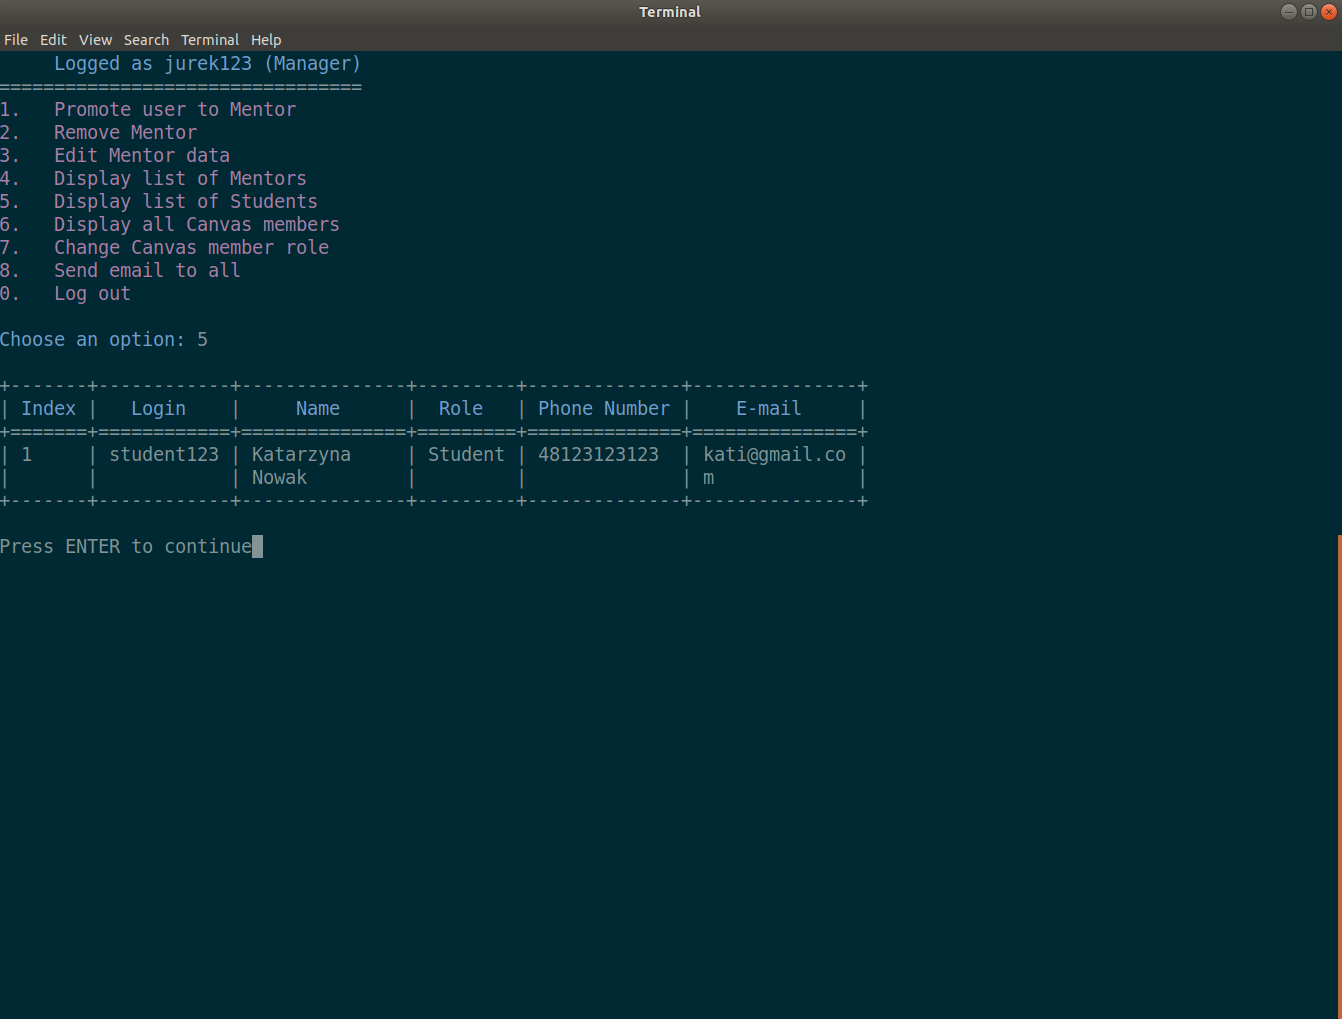 Terminal
File Edit View Search Terminal Help
     Logged as jurek123 (Manager)
=================================
1.   Promote user to Mentor
2.   Remove Mentor
3.   Edit Mentor data
4.   Display list of Mentors
5.   Display list of Students
6.   Display all Canvas members
7.   Change Canvas member role
8.   Send email to all
0.   Log out
Choose an option: 5
+-------+------------+---------------+---------+--------------+---------------+
| Index |   Login    |     Name      |  Role   | Phone Number |    E-mail     |
+=======+============+===============+=========+==============+===============+
| 1     | student123 | Katarzyna     | Student | 48123123123  | kati@gmail.co |
|       |            | Nowak         |         |              | m             |
+-------+------------+---------------+---------+--------------+---------------+
Press ENTER to continue